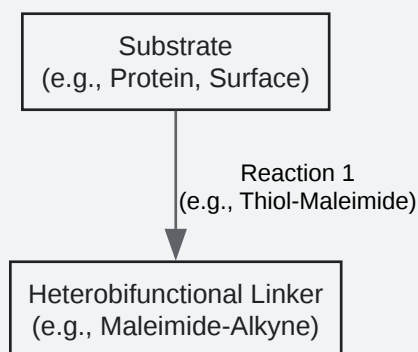 Substrate
(e.g., Protein, Surface)
Reaction 1
(e.g., Thiol-Maleimide)
Heterobifunctional Linker
(e.g., Maleimide-Alkyne)